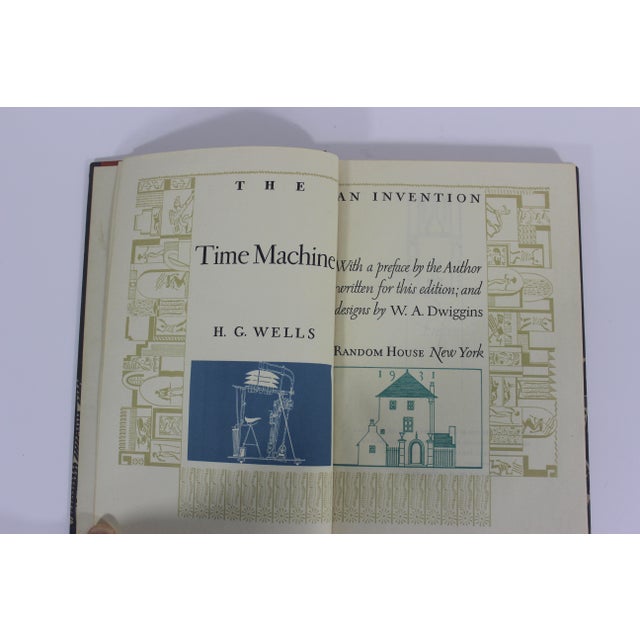 THE
Time Machine
H. G. WELLS
AN INVENTION
With a preface by the Author
written for this edition; and
designs by W. A. Dwiggins
RANDOM HOUSE New York
1931